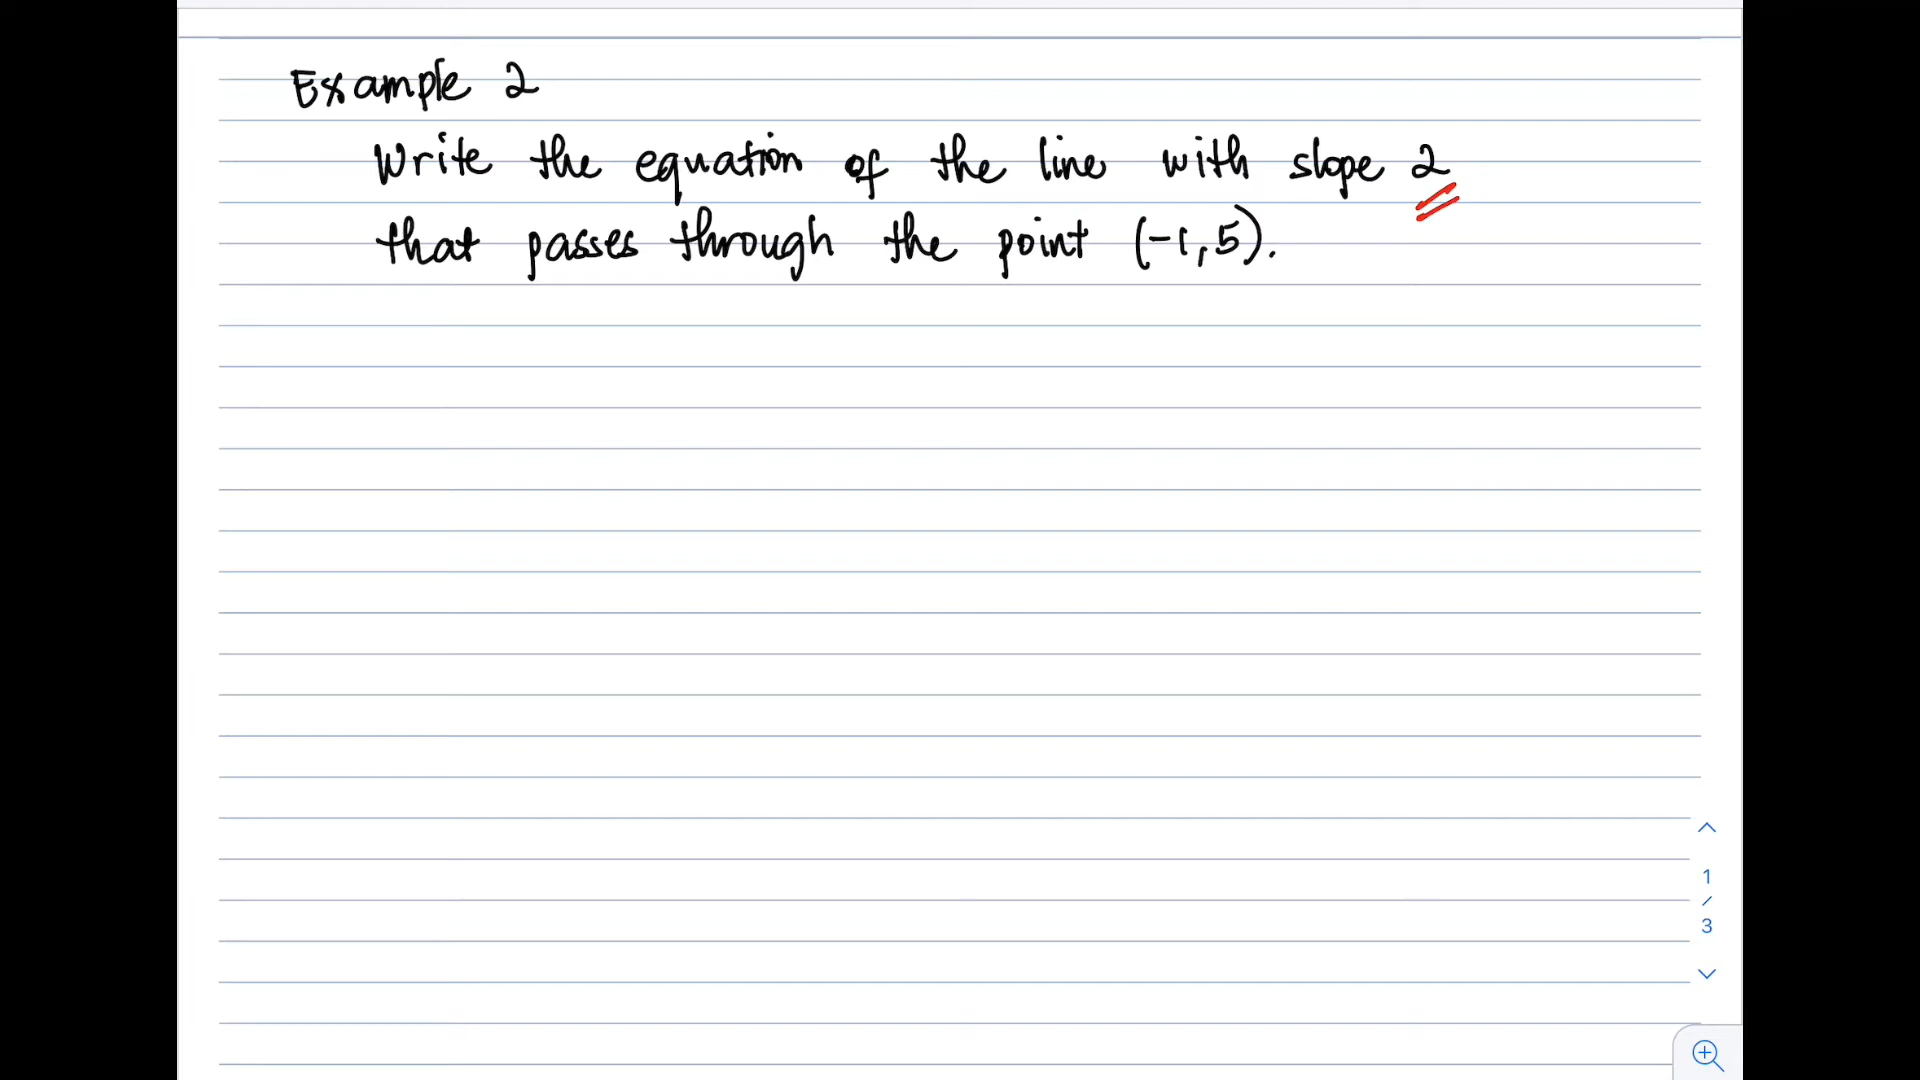 Example 2
Write the equation of the line with slope 2
that passes through the point (-1,5).
1
/
3